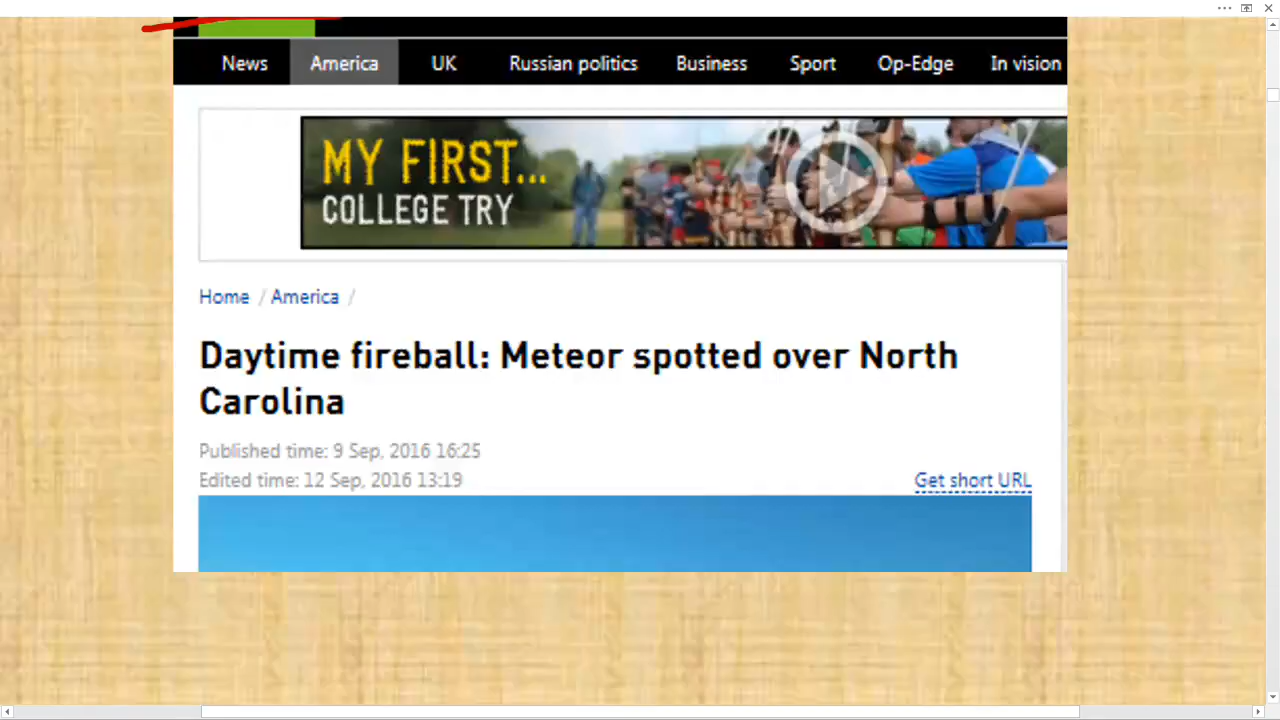 News America UK Russian politics Business Sport Op-Edge In vision
MY FIRST...
COLLEGE TRY
Home / America /
Daytime fireball: Meteor spotted over North
Carolina
Published time: 9 Sep, 2016 16:25
Edited time: 12 Sep, 2016 13:19
Get short URL